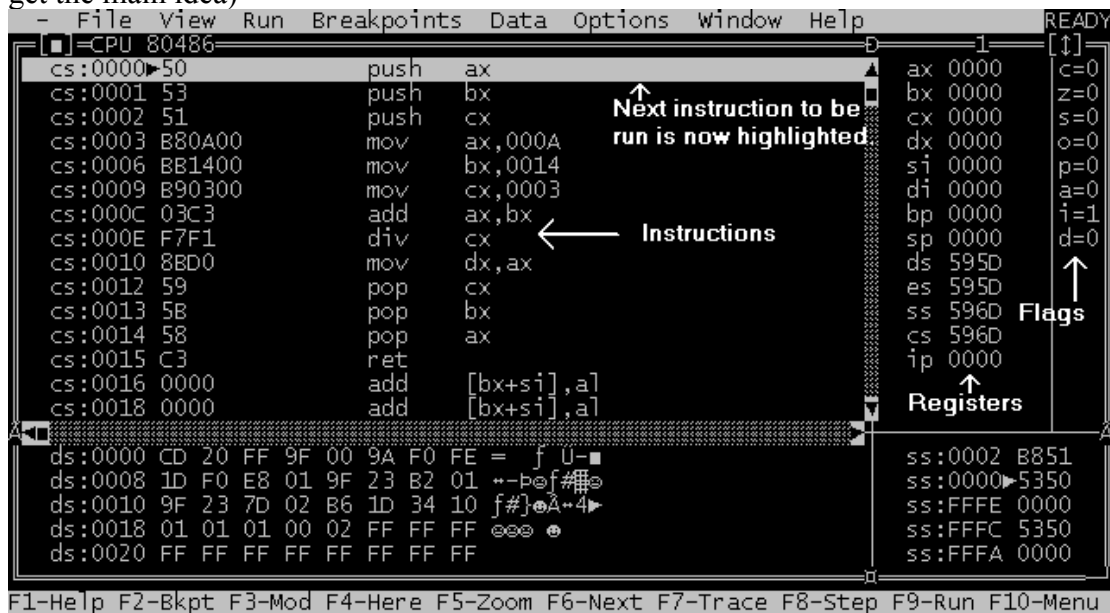 get the main idea)
- File View Run Breakpoints Data Options Window Help READY
[■]=CPU 80486 1 [↕]
cs:0000►50 push ax ax 0000 c=0
cs:0001 53 push bx bx 0000 z=0
cs:0002 51 push cx cx 0000 s=0
Next instruction to be
run is now highlighted.
cs:0003 B80A00 mov ax,000A dx 0000 o=0
cs:0006 BB1400 mov bx,0014 si 0000 p=0
cs:0009 B90300 mov cx,0003 di 0000 a=0
cs:000C 03C3 add ax,bx bp 0000 i=1
cs:000E F7F1 div cx Instructions sp 0000 d=0
cs:0010 8BD0 mov dx,ax ds 595D
cs:0012 59 pop cx es 595D
cs:0013 5B pop bx ss 596D Flags
cs:0014 58 pop ax cs 596D
cs:0015 C3 ret ip 0000
cs:0016 0000 add [bx+si],al
cs:0018 0000 add [bx+si],al Registers
ds:0000 CD 20 FF 9F 00 9A F0 FE = ƒ Ü-■ ss:0002 B851
ds:0008 1D F0 E8 01 9F 23 B2 01 ss:0000►5350
ds:0010 9F 23 7D 02 B6 1D 34 10 ƒ#}☻Â↔4► ss:FFFE 0000
ds:0018 01 01 01 00 02 FF FF FF ☺☺☺ ☻ ss:FFFC 5350
ds:0020 FF FF FF FF FF FF FF FF ss:FFFA 0000
F1-Help F2-Bkpt F3-Mod F4-Here F5-Zoom F6-Next F7-Trace F8-Step F9-Run F10-Menu